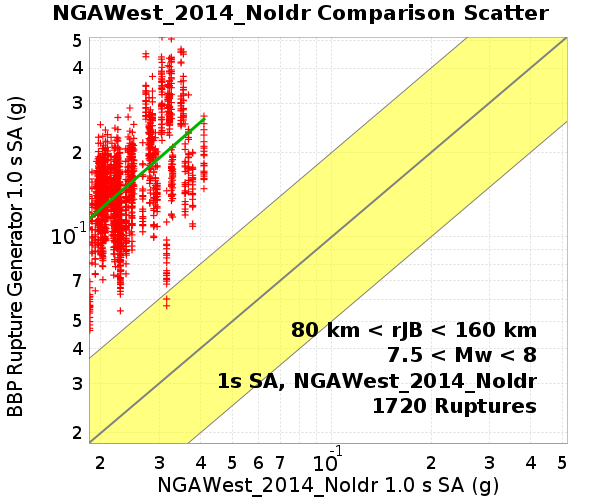 NGAWest_2014_NoIdr Comparison Scatter
BBP Rupture Generator 1.0 s SA (g)
5
4
3
2
10-1
7
5
4
3
2
80 km < rJB < 160 km
7.5 < Mw < 8
1s SA, NGAWest_2014_NoIdr
1720 Ruptures
2 3 4 5 6 7 10-1 2 3 4 5
NGAWest_2014_NoIdr 1.0 s SA (g)